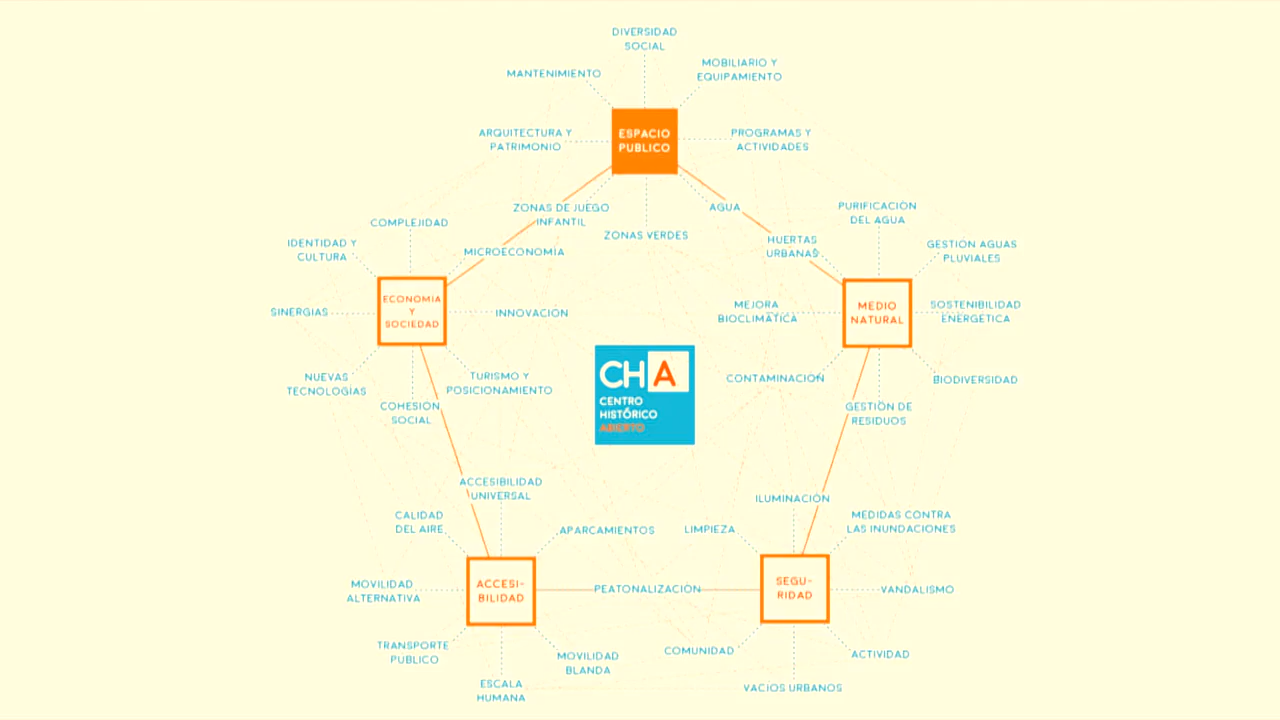 DIVERSIDAD
SOCIAL
MANTENIMIENTO
MOBILIARIO Y
EQUIPAMIENTO
ARQUITECTURA Y
PATRIMONIO
ESPACIO
PUBLICO
PROGRAMAS Y
ACTIVIDADES
ZONAS DE JUEGO
INFANTIL
AGUA
ZONAS VERDES
COMPLEJIDAD
IDENTIDAD Y
CULTURA
MICROECONOMÍA
SINERGIAS
ECONOMIA
Y
SOCIEDAD
INNOVACIÓN
NUEVAS
TECNOLOGÍAS
COHESIÓN
SOCIAL
TURISMO Y
POSICIONAMIENTO
HUERTAS
URBANAS
PURIFICACIÓN
DEL AGUA
GESTIÓN AGUAS
PLUVIALES
MEJORA
BIOCLIMÁTICA
MEDIO
NATURAL
SOSTENIBILIDAD
ENERGÉTICA
CONTAMINACIÓN
BIODIVERSIDAD
GESTIÓN DE
RESIDUOS
CHA
CENTRO
HISTÓRICO
ABIERTO
ACCESIBILIDAD
UNIVERSAL
CALIDAD
DEL AIRE
APARCAMIENTOS
MOVILIDAD
ALTERNATIVA
ACCESI-
BILIDAD
PEATONALIZACIÓN
TRANSPORTE
PUBLICO
ESCALA
HUMANA
MOVILIDAD
BLANDA
ILUMINACIÓN
LIMPIEZA
MEDIDAS CONTRA
LAS INUNDACIONES
SEGU-
RIDAD
VANDALISMO
COMUNIDAD
ACTIVIDAD
VACÍOS URBANOS